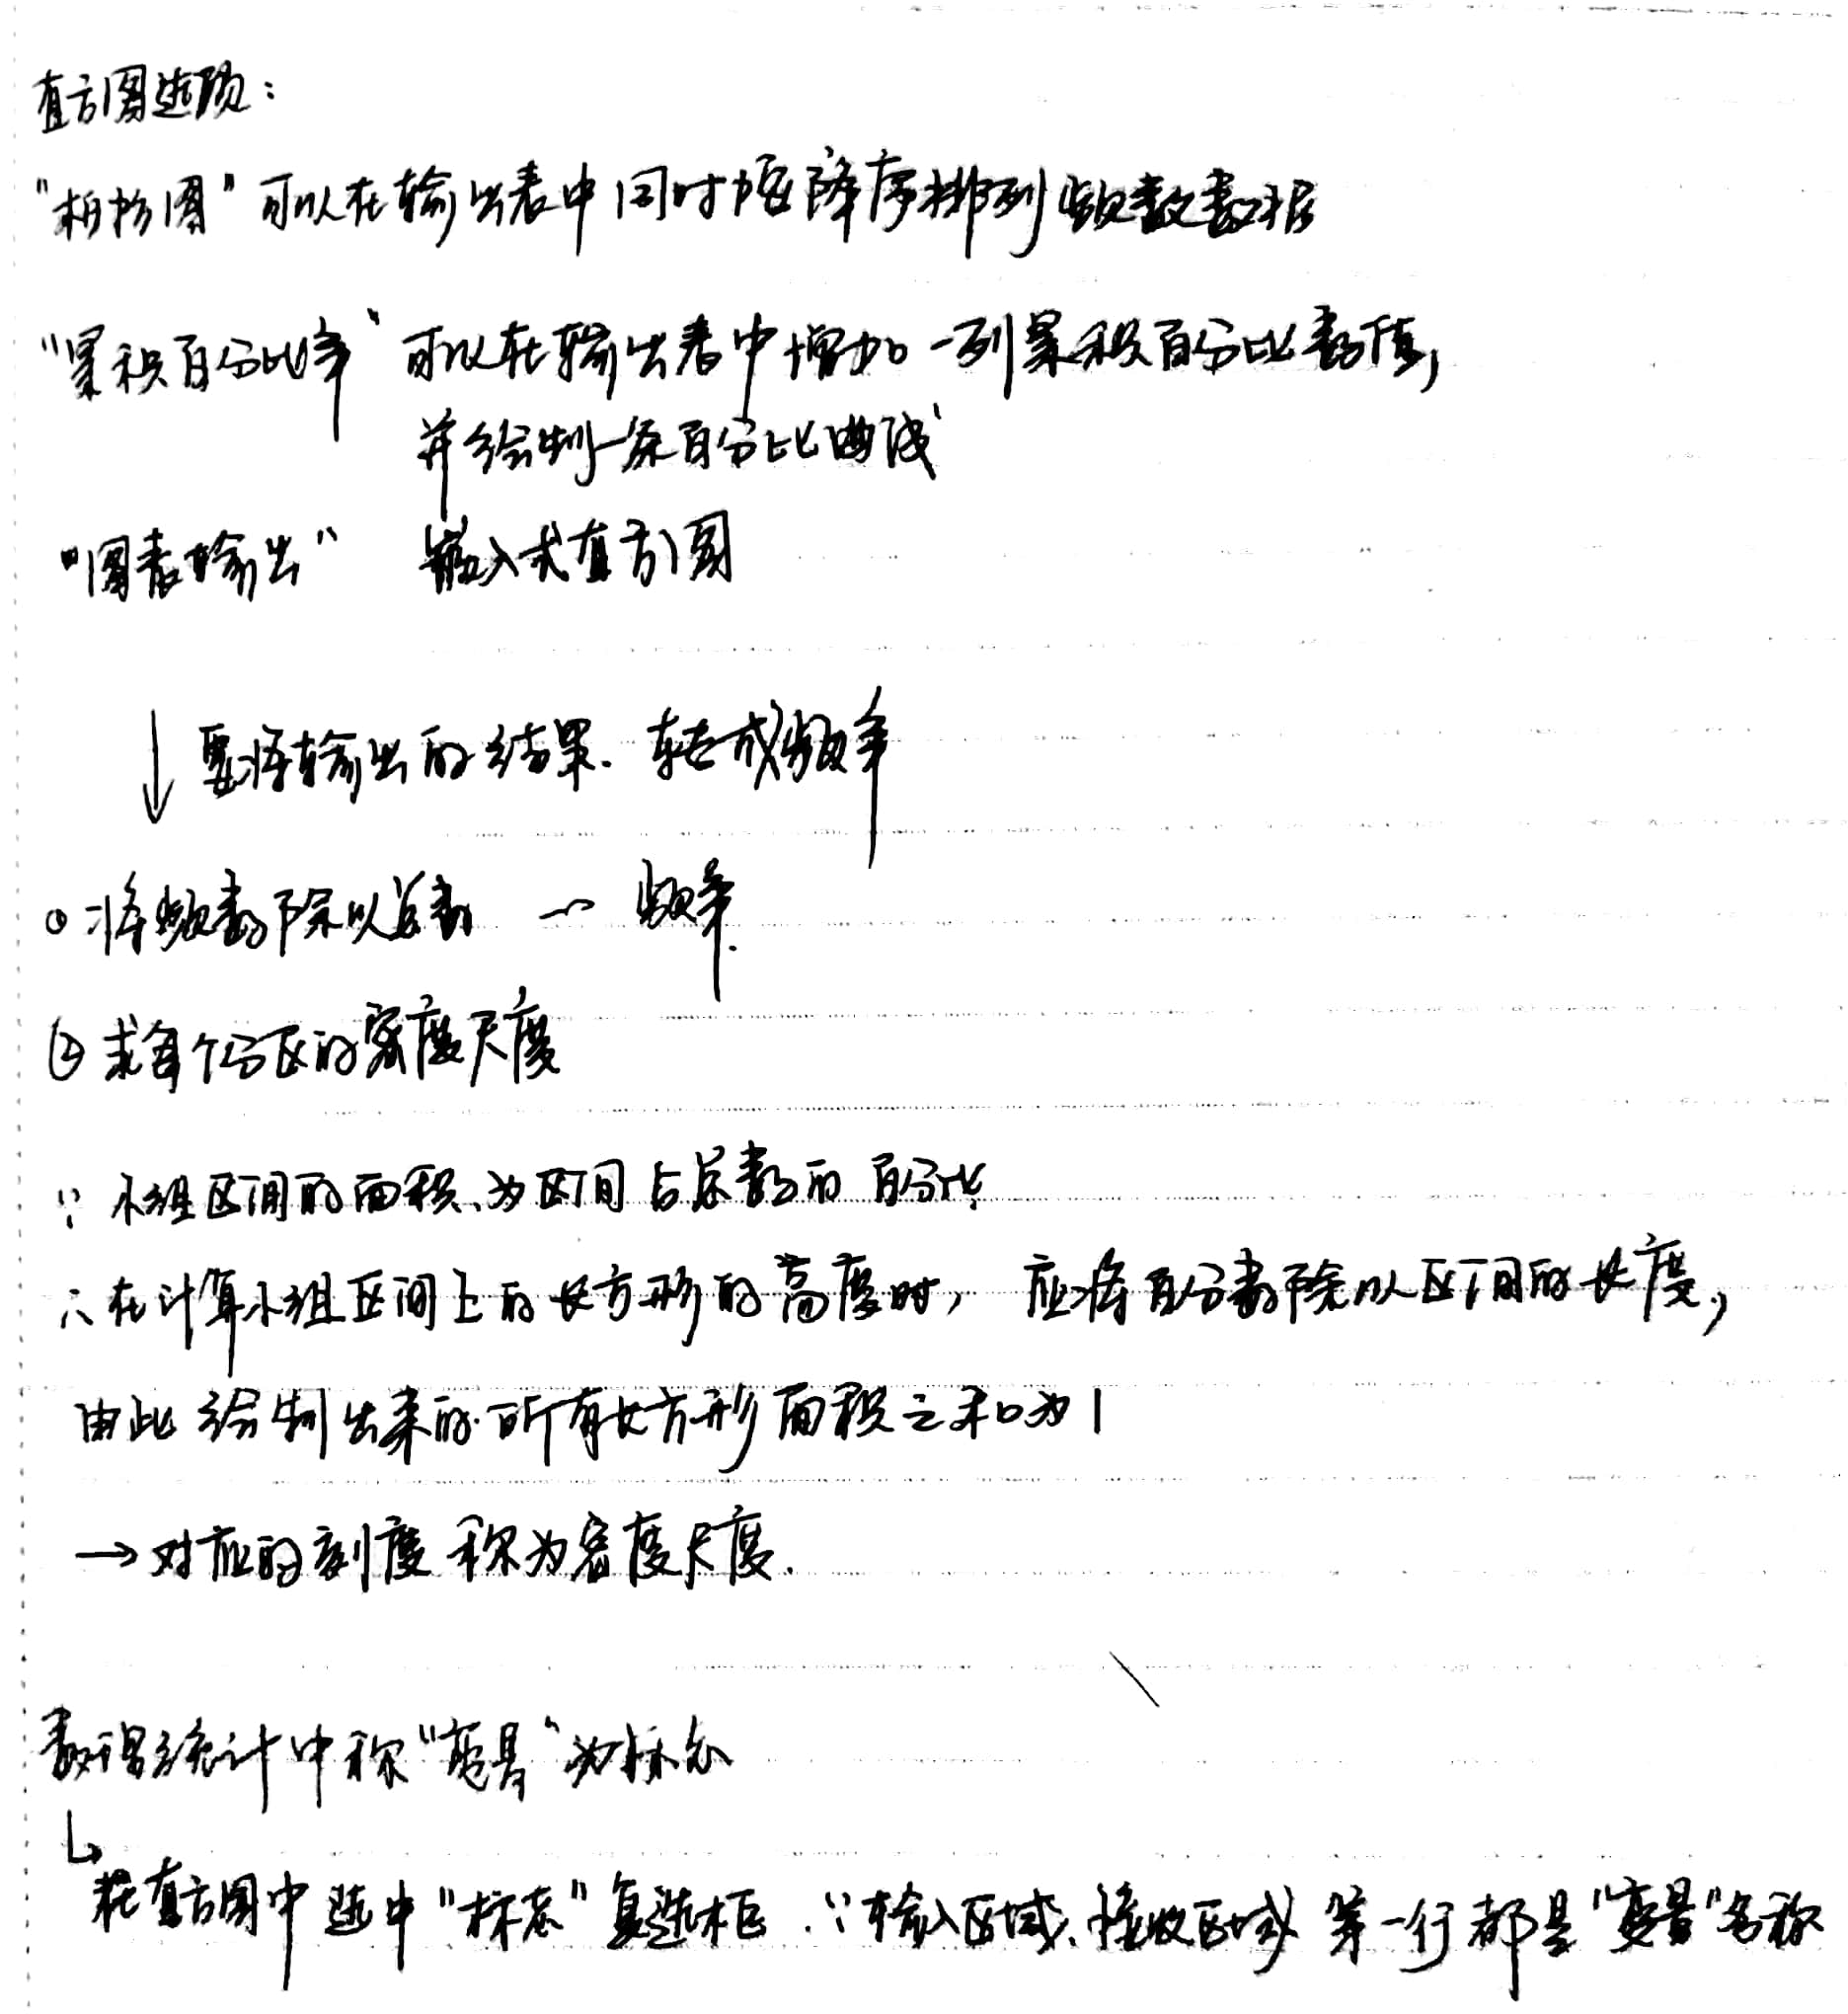 直方图选项：
“柏拉图”可以在输出表中同时按降序排列频数数据
“累积百分比率”可以在输出表中增加一列累积百分比数值，
并绘制一条百分比曲线
“图表输出” 嵌入式直方图
↓ 要将输出的结果. 转成频率
① 将频数除以总数 → 频率.
② 求每个分区的密度尺度
∵ 小组区间的面积、为区间占总数的百分比
∴ 在计算小组区间上的长方形的高度时， 应将百分数除以区间的长度，
由此绘制出来的所有长方形面积之和为1
→ 对应的刻度称为密度尺度.
数理统计中称“变量”为标志
↳ 在直方图中选中“标志”复选框. ∵ 输入区域、接收区域 第一行都是“变量”名称